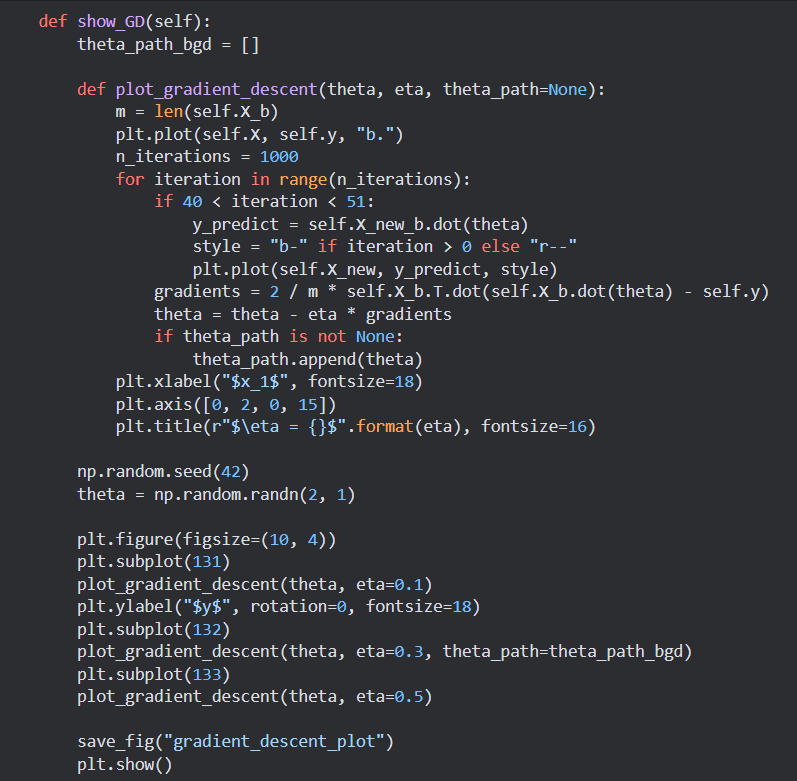 def show_GD(self):
    theta_path_bgd = []

    def plot_gradient_descent(theta, eta, theta_path=None):
        m = len(self.X_b)
        plt.plot(self.X, self.y, "b.")
        n_iterations = 1000
        for iteration in range(n_iterations):
            if 40 < iteration < 51:
                y_predict = self.X_new_b.dot(theta)
                style = "b-" if iteration > 0 else "r--"
                plt.plot(self.X_new, y_predict, style)
            gradients = 2 / m * self.X_b.T.dot(self.X_b.dot(theta) - self.y)
            theta = theta - eta * gradients
            if theta_path is not None:
                theta_path.append(theta)
        plt.xlabel("$x_1$", fontsize=18)
        plt.axis([0, 2, 0, 15])
        plt.title(r"$\eta = {}$".format(eta), fontsize=16)

    np.random.seed(42)
    theta = np.random.randn(2, 1)

    plt.figure(figsize=(10, 4))
    plt.subplot(131)
    plot_gradient_descent(theta, eta=0.1)
    plt.ylabel("$y$", rotation=0, fontsize=18)
    plt.subplot(132)
    plot_gradient_descent(theta, eta=0.3, theta_path=theta_path_bgd)
    plt.subplot(133)
    plot_gradient_descent(theta, eta=0.5)

    save_fig("gradient_descent_plot")
    plt.show()